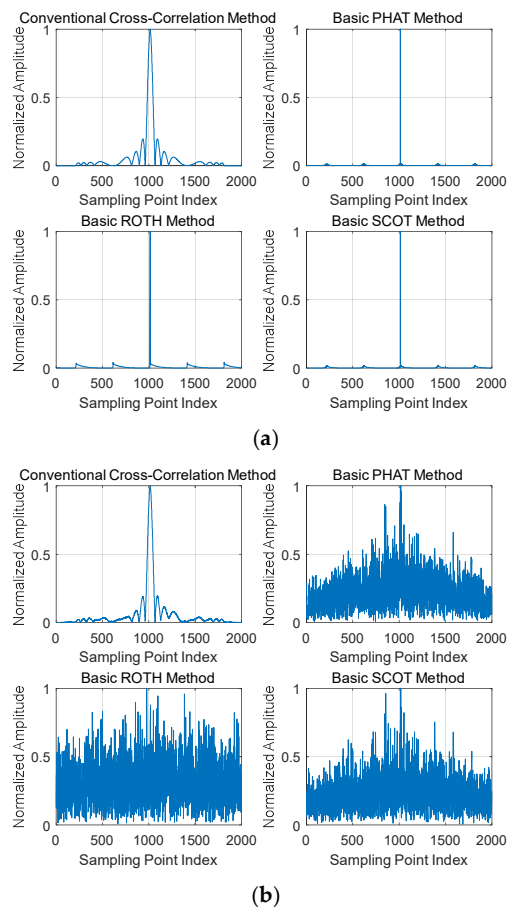 Conventional Cross-Correlation Method
Normalized Amplitude
1
0.5
0
0 500 1000 1500 2000
Sampling Point Index
Basic PHAT Method
Normalized Amplitude
1
0.5
0
0 500 1000 1500 2000
Sampling Point Index
Basic ROTH Method
Normalized Amplitude
1
0.5
0
0 500 1000 1500 2000
Sampling Point Index
Basic SCOT Method
Normalized Amplitude
1
0.5
0
0 500 1000 1500 2000
Sampling Point Index
(a)
Conventional Cross-Correlation Method
Normalized Amplitude
1
0.5
0
0 500 1000 1500 2000
Sampling Point Index
Basic PHAT Method
Normalized Amplitude
1
0.5
0
0 500 1000 1500 2000
Sampling Point Index
Basic ROTH Method
Normalized Amplitude
1
0.5
0
0 500 1000 1500 2000
Sampling Point Index
Basic SCOT Method
Normalized Amplitude
1
0.5
0
0 500 1000 1500 2000
Sampling Point Index
(b)